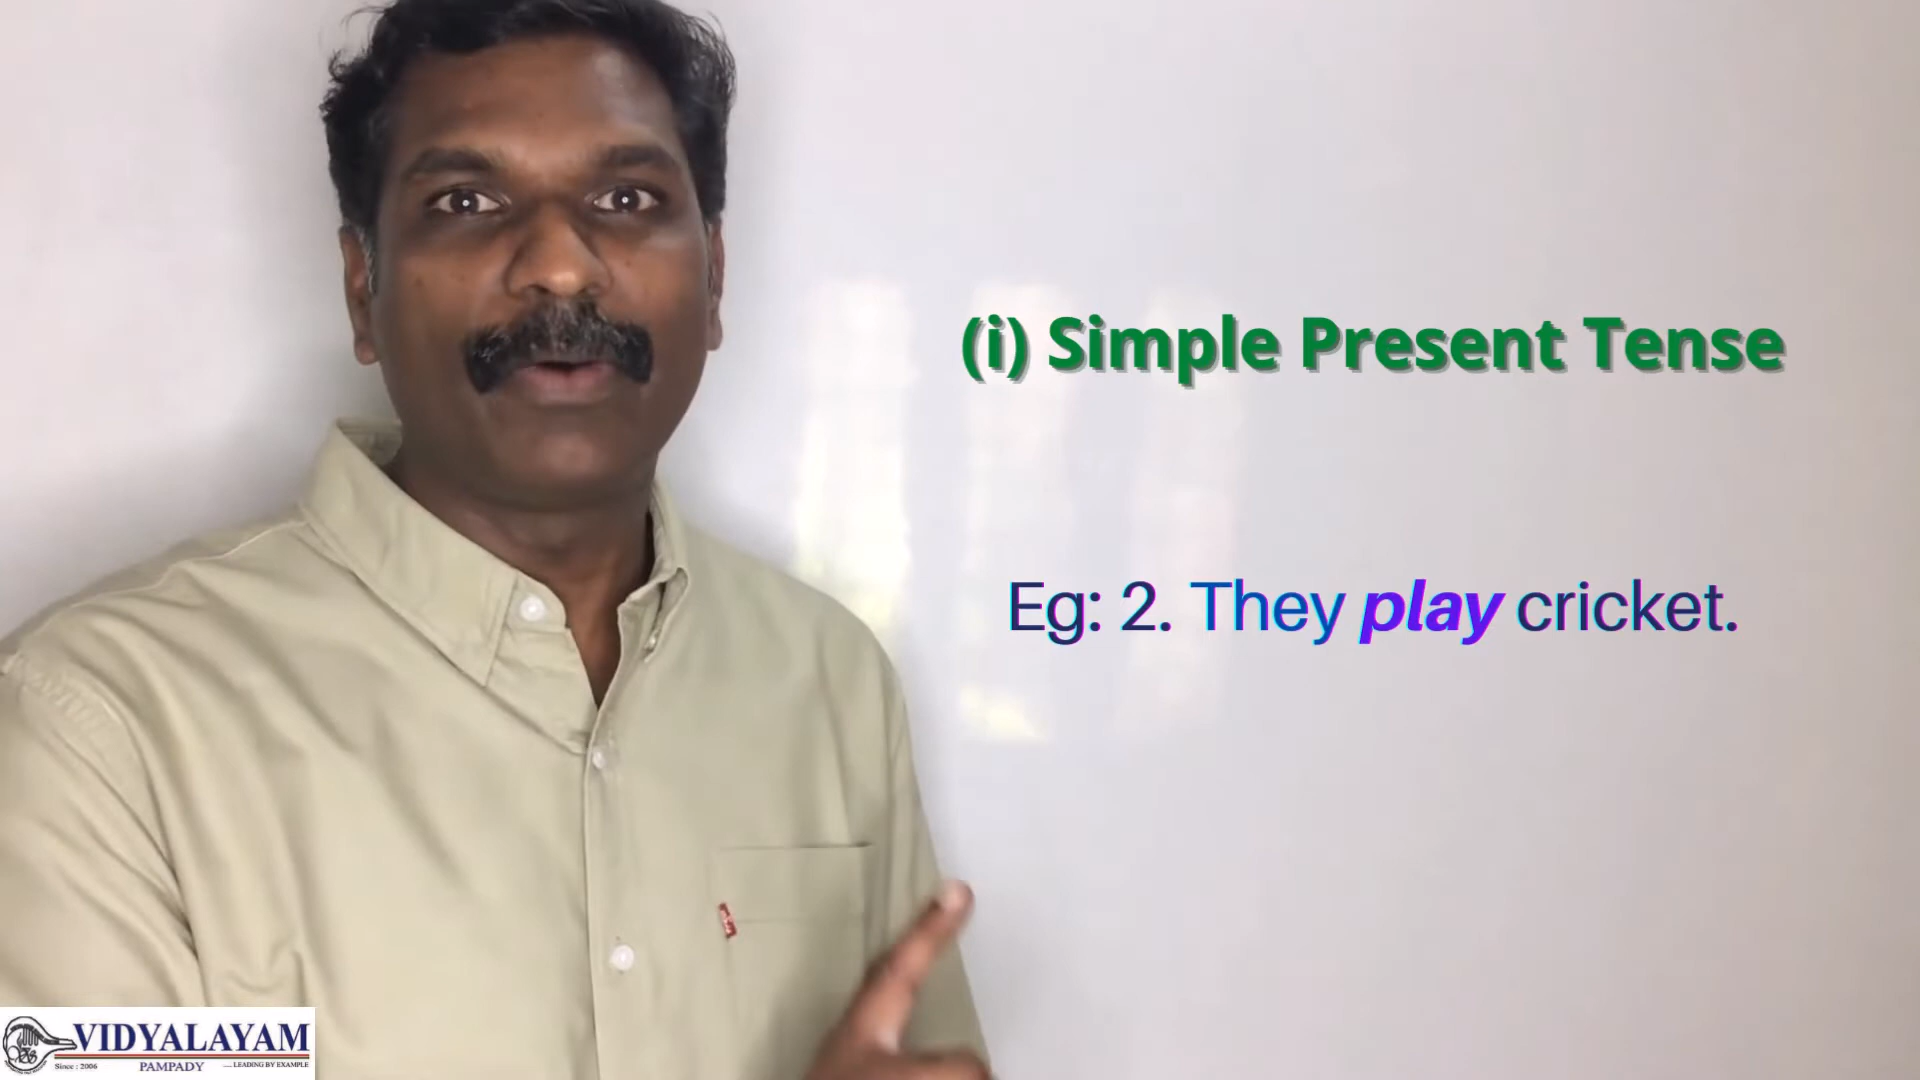 (i) Simple Present Tense
Eg: 2. They play cricket.
VIDYALAYAM
Since : 2006
PAMPADY
.... LEADING BY EXAMPLE